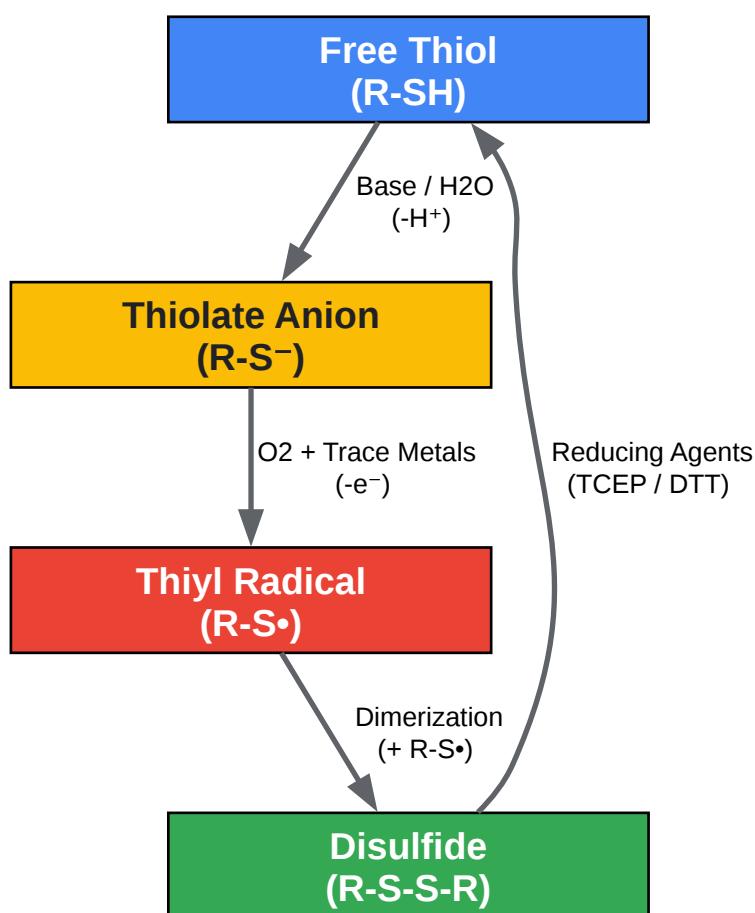 Free Thiol
(R-SH)
Base / H2O
(-H⁺)
Thiolate Anion
(R-S⁻)
O2 + Trace Metals
(-e⁻)
Reducing Agents
(TCEP / DTT)
Thiyl Radical
(R-S•)
Dimerization
(+ R-S•)
Disulfide
(R-S-S-R)